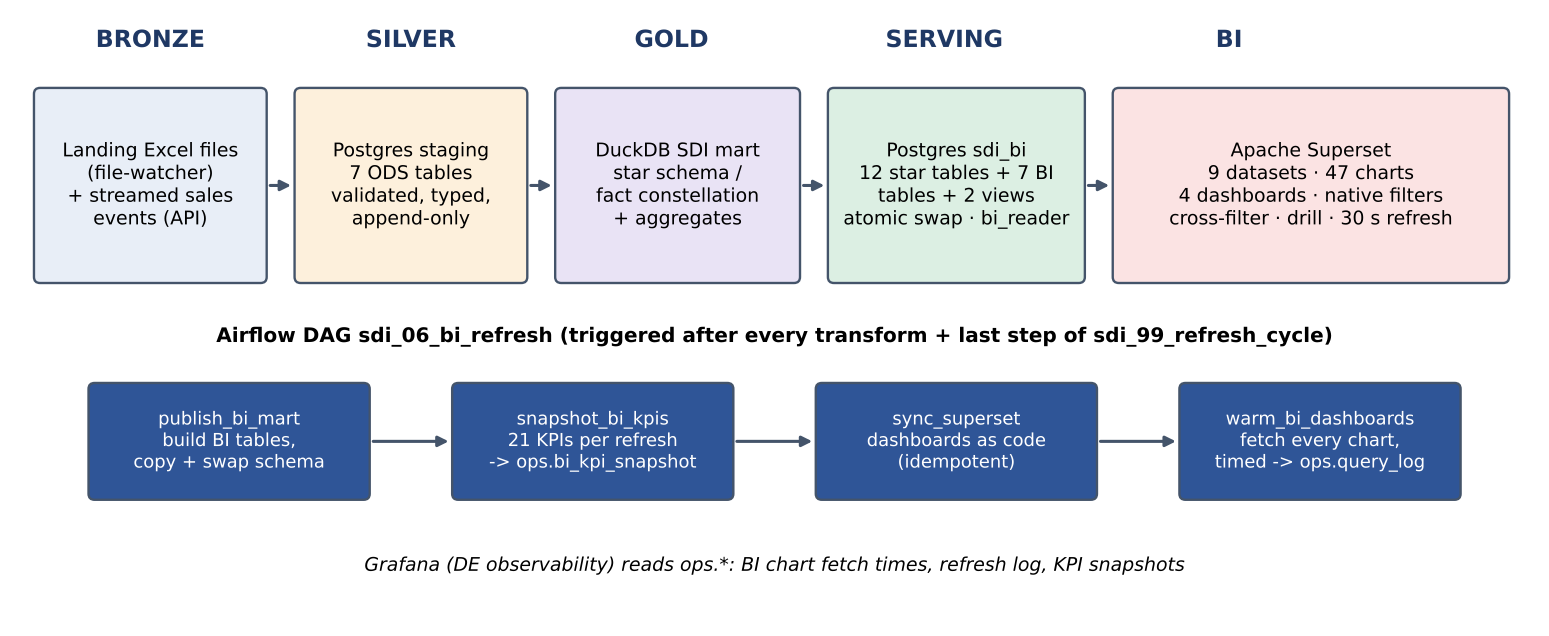 BRONZE
SILVER
GOLD
SERVING
BI
Landing Excel files
(file-watcher)
+ streamed sales
events (API)
Postgres staging
7 ODS tables
validated, typed,
append-only
DuckDB SDI mart
star schema /
fact constellation
+ aggregates
Postgres sdi_bi
12 star tables + 7 BI
tables + 2 views
atomic swap · bi_reader
Apache Superset
9 datasets · 47 charts
4 dashboards · native filters
cross-filter · drill · 30 s refresh
Airflow DAG sdi_06_bi_refresh (triggered after every transform + last step of sdi_99_refresh_cycle)
publish_bi_mart
build BI tables,
copy + swap schema
snapshot_bi_kpis
21 KPIs per refresh
-> ops.bi_kpi_snapshot
sync_superset
dashboards as code
(idempotent)
warm_bi_dashboards
fetch every chart,
timed -> ops.query_log
Grafana (DE observability) reads ops.*: BI chart fetch times, refresh log, KPI snapshots